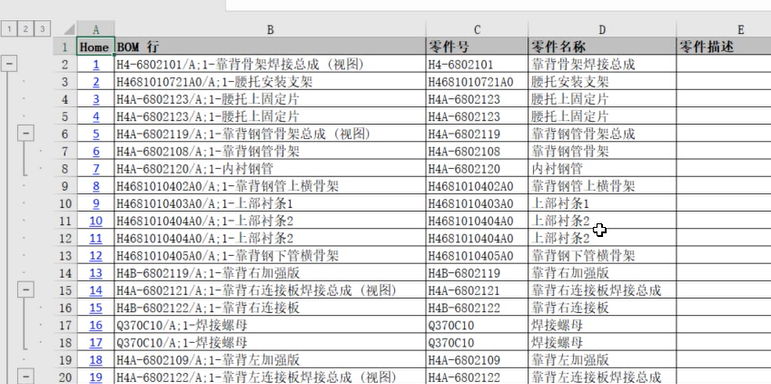 1 2 3
A B C D E
1 Home BOM 行 零件号 零件名称 零件描述
2 1 H4-6802101/A;1-靠背骨架焊接总成 (视图) H4-6802101 靠背骨架焊接总成
3 2 H4681010721A0/A;1-腰托安装支架 H4681010721A0 腰托安装支架
4 3 H4A-6802123/A;1-腰托上固定片 H4A-6802123 腰托上固定片
5 4 H4A-6802123/A;1-腰托上固定片 H4A-6802123 腰托上固定片
6 5 H4A-6802119/A;1-靠背钢管骨架总成 (视图) H4A-6802119 靠背钢管骨架总成
7 6 H4A-6802108/A;1-靠背钢管骨架 H4A-6802108 靠背钢管骨架
8 7 H4A-6802120/A;1-内衬钢管 H4A-6802120 内衬钢管
9 8 H4681010402A0/A;1-靠背钢管上横骨架 H4681010402A0 靠背钢管上横骨架
10 9 H4681010403A0/A;1-上部衬条1 H4681010403A0 上部衬条1
11 10 H4681010404A0/A;1-上部衬条2 H4681010404A0 上部衬条2
12 11 H4681010404A0/A;1-上部衬条2 H4681010404A0 上部衬条2
13 12 H4681010405A0/A;1-靠背钢下管横骨架 H4681010405A0 靠背钢下管横骨架
14 13 H4B-6802119/A;1-靠背右加强版 H4B-6802119 靠背右加强版
15 14 H4A-6802121/A;1-靠背右连接板焊接总成 (视图) H4A-6802121 靠背右连接板焊接总成
16 15 H4B-6802122/A;1-靠背右连接板 H4B-6802122 靠背右连接板
17 16 Q370C10/A;1-焊接螺母 Q370C10 焊接螺母
18 17 Q370C10/A;1-焊接螺母 Q370C10 焊接螺母
19 18 H4A-6802109/A;1-靠背左加强版 H4A-6802109 靠背左加强版
20 19 H4A-6802122/A;1-靠背左连接板焊接总成 (视图) H4A-6802122 靠背左连接板焊接总成